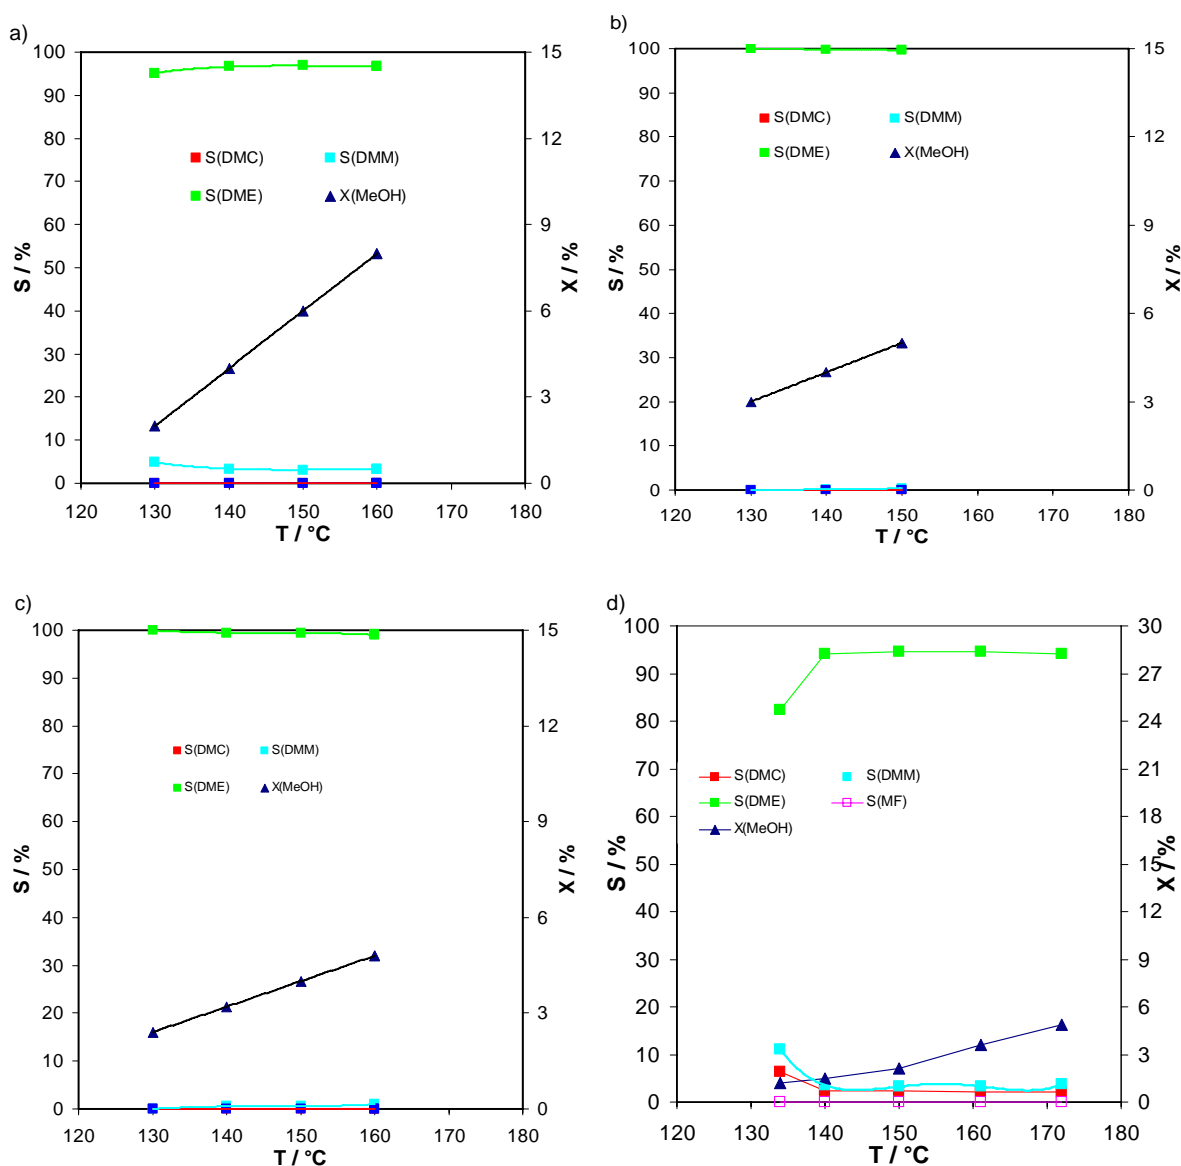 a)
100
90
80
70
60
50
40
30
20
10
0
S / %
S(DMC)
S(DMM)
S(DME)
X(MeOH)
15
12
9
6
3
0
X / %
120 130 140 150 160 170 180
T / °C
b)
100
90
80
70
60
50
40
30
20
10
0
S / %
S(DMC)
S(DMM)
S(DME)
X(MeOH)
15
12
9
6
3
0
X / %
120 130 140 150 160 170 180
T / °C
c)
100
90
80
70
60
50
40
30
20
10
0
S / %
S(DMC)
S(DMM)
S(DME)
X(MeOH)
15
12
9
6
3
0
X / %
120 130 140 150 160 170 180
T / °C
d)
100
90
80
70
60
50
40
30
20
10
0
S / %
S(DMC)
S(DMM)
S(DME)
S(MF)
X(MeOH)
30
27
24
21
18
15
12
9
6
3
0
X / %
120 130 140 150 160 170 180
T / °C